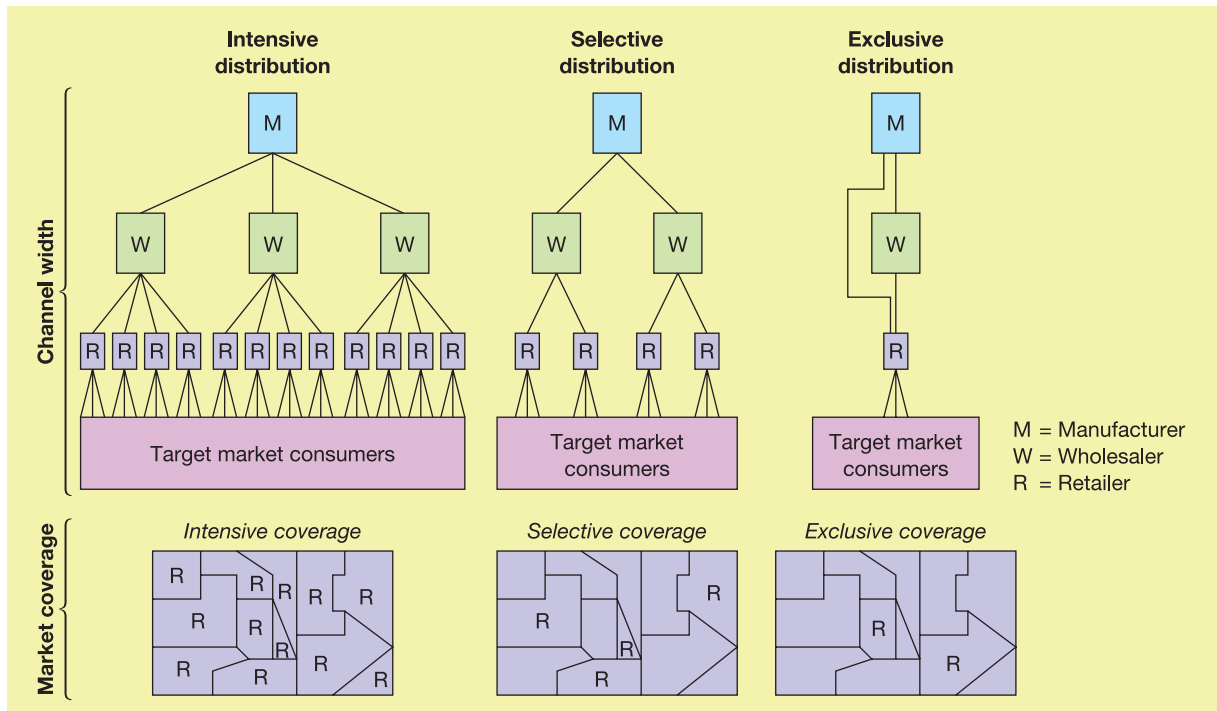 Intensive
distribution
Selective
distribution
Exclusive
distribution
Channel width
M
M
M
W W W
W W
W
R R R R R R R R R R R R
R R R R
R
Target market consumers
Target market
consumers
Target market
consumers
M = Manufacturer
W = Wholesaler
R = Retailer
Market coverage
Intensive coverage
R
R
R
R
R
R
R
R
R
R
R
R
Selective coverage
R
R
R
R
Exclusive coverage
R
R